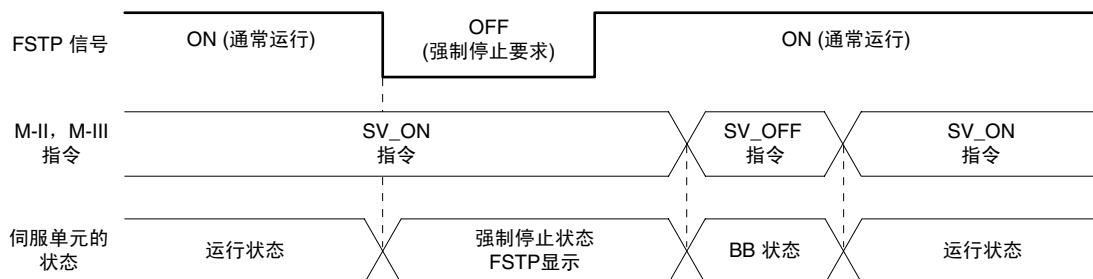 FSTP 信号
ON (通常运行)
OFF
(强制停止要求)
ON (通常运行)
M-II，M-III
指令
SV_ON
指令
SV_OFF
指令
SV_ON
指令
伺服单元的
状态
运行状态
强制停止状态
FSTP显示
BB 状态
运行状态